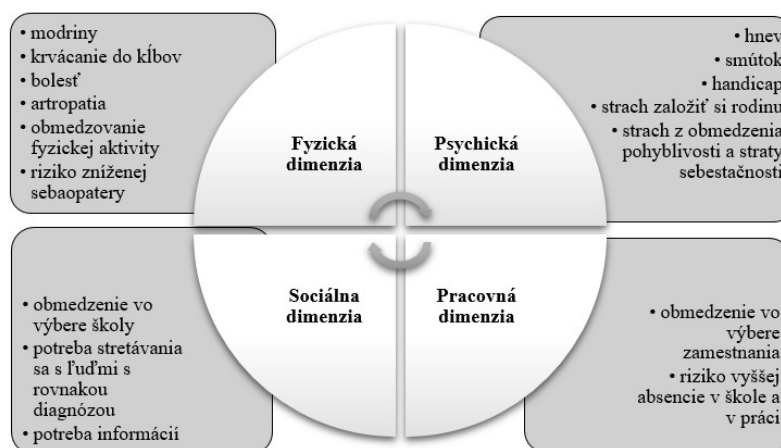 • modriny
• krvácanie do kĺbov
• bolesť
• artropatia
• obmedzovanie
fyzickej aktivity
• riziko zníženej
sebaopatery
Fyzická
dimenzia
Psychická
dimenzia
• hnev
• smútok
• handicap
• strach založiť si rodinu
• strach z obmedzenia
pohyblivosti a straty
sebestačnosti
• obmedzenie vo
výbere školy
• potreba stretávania
sa s ľuďmi s
rovnakou
diagnózou
• potreba informácií
Sociálna
dimenzia
Pracovná
dimenzia
• obmedzenie vo
výbere
zamestnania
• riziko vyššej
absencie v škole a
v práci